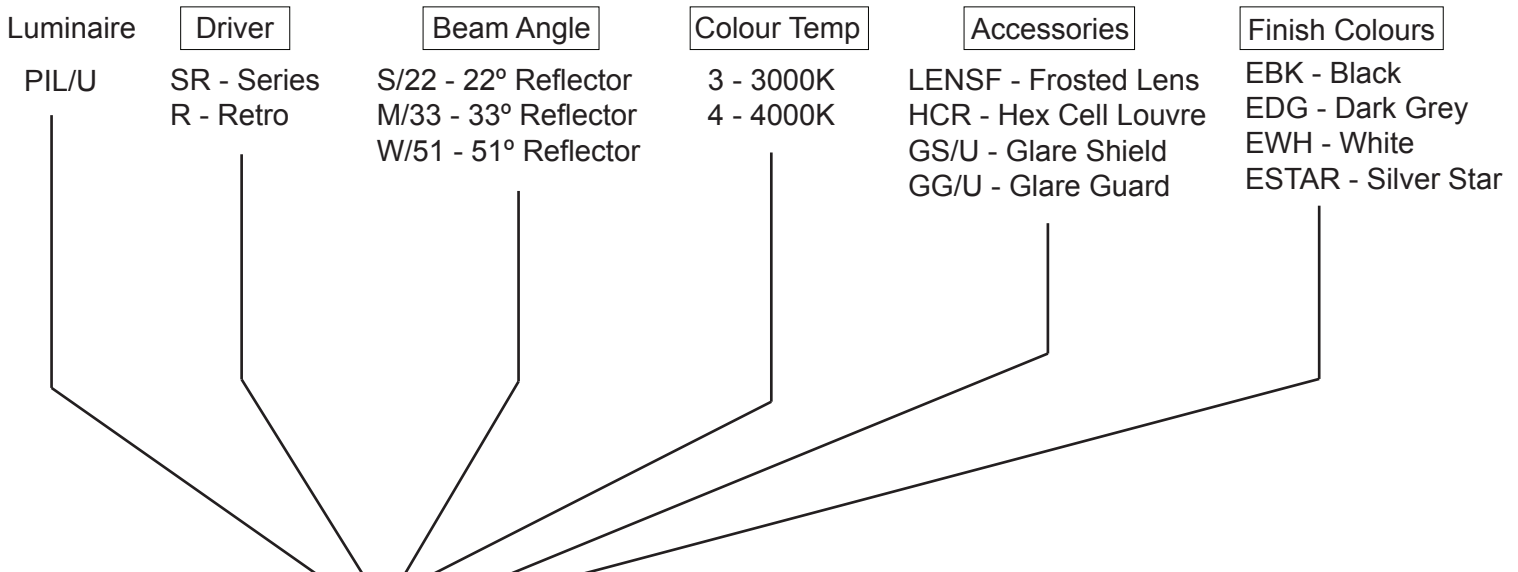 Luminaire
PIL/U
Driver
SR - Series
R - Retro
Beam Angle
S/22 - 22º Reflector
M/33 - 33º Reflector
W/51 - 51º Reflector
Colour Temp
3 - 3000K
4 - 4000K
Accessories
LENSF - Frosted Lens
HCR - Hex Cell Louvre
GS/U - Glare Shield
GG/U - Glare Guard
Finish Colours
EBK - Black
EDG - Dark Grey
EWH - White
ESTAR - Silver Star